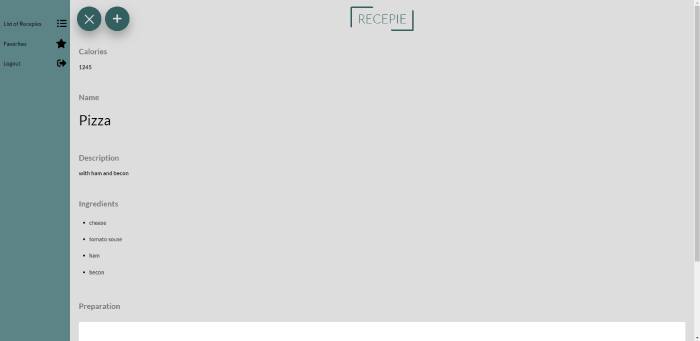 List of Recepies
Favorites
Logout
RECEPIE
Calories
1245
Name
Pizza
Description
with ham and becon
Ingredients
cheese
tomato souse
ham
becon
Preparation